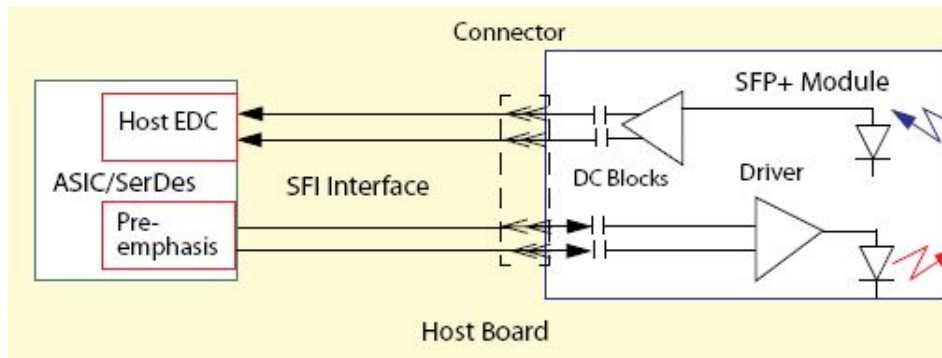 Connector
SFP+ Module
Host EDC
ASIC/SerDes
SFI Interface
DC Blocks
Driver
Pre-
emphasis
Host Board